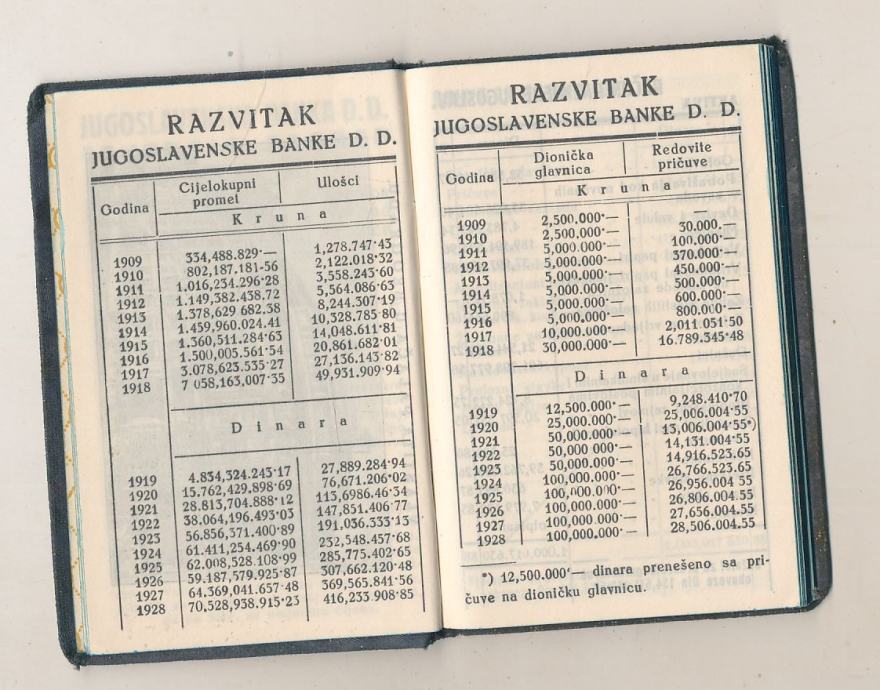 RAZVITAK
JUGOSLAVENSKE BANKE D. D.
Godina Cijelokupni promet Ulošci
Kruna
1909 334,488.829·— 1,278.747·43
1910 802,187,181-56 2,122.018·32
1911 1,016,234.296·28 3,558.243·60
1912 1,149,382.438.72 5,564.086·63
1913 1,378,629 682.38 8,244.307·19
1914 1,459,960.024.41 10,328.785 80
1915 1,360,511.284·63 14,048.611·81
1916 1.500,005.561·54 20,861.682·01
1917 3,078,623.535·27 27,136.143·82
1918 7 058,163,007·35 49,931.909·94
Dinara
1919 4.834,324.243·17 27,889.284·94
1920 15.762,429.898·69 76,671.206·02
1921 28.813,704.888·12 113,6986.46·34
1922 38.064,196.493·03 147,851.406·77
1923 56.856,371.400·89 191,036.333·13
1924 61.411,254.469·90 232,548.457·68
1925 62.008,528.108·99 285,775.402·65
1926 59.187,579.925·87 307,662.120·48
1927 64.369,041.657·48 369,565.841·56
1928 70,528,938.915·23 416,233.908·85
RAZVITAK
JUGOSLAVENSKE BANKE D. D.
Godina Dionička glavnica Redovite pričuve
Kruna
1909 2,500,000·— 30,000.—
1910 2,500,000·— 100,000·—
1911 5,000.000·— 370,000·—
1912 5,000.000·— 450,000·—
1913 5,000.000·— 500,000·—
1914 5,000.000·— 600,000·—
1915 5,000.000·— 800,000·—
1916 5,000.000·— 2,011.051·50
1917 10,000.000·— 16.789.345·48
1918 30,000.000·—
Dinara
1919 12,500.000·— 9,248.410·70
1920 25,000.000·— 25,006.004·55
1921 50,000.000·— 13,006.004·55*)
1922 50,000.000·— 14,131.004·55
1923 50,000.000·— 14,916.523.65
1924 100,000.000·— 26,766.523.65
1925 100,000.000·— 26,956.004 55
1926 100,000.000·— 26,806.004·55
1927 100,000.000·— 27,656.004·55
1928 100,000.000·— 28,506.004.55
*) 12,500.000·— dinara prenešeno sa pri-
čuve na dioničku glavnicu.